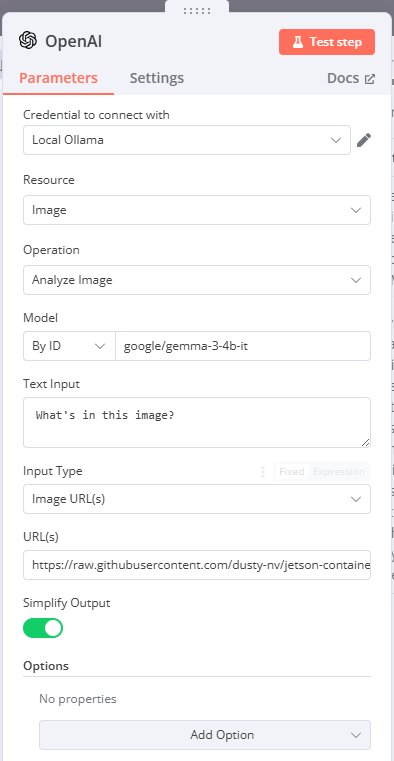 OpenAI
Test step
Parameters
Settings
Docs
Credential to connect with
Local Ollama
Resource
Image
Operation
Analyze Image
Model
By ID
google/gemma-3-4b-it
Text Input
What's in this image?
Input Type
Fixed
Expression
Image URL(s)
URL(s)
https://raw.githubusercontent.com/dusty-nv/jetson-containe
Simplify Output
Options
No properties
Add Option